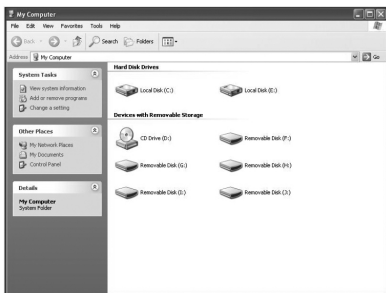 My Computer
File Edit View Favorites Tools Help
Back Search Folders
Address My Computer Go
System Tasks
View system information
Add or remove programs
Change a setting
Other Places
My Network Places
My Documents
Control Panel
Details
My Computer
System Folder
Hard Disk Drives
Local Disk (C:) Local Disk (E:)
Devices with Removable Storage
CD Drive (D:) Removable Disk (F:)
Removable Disk (G:) Removable Disk (H:)
Removable Disk (I:) Removable Disk (J:)